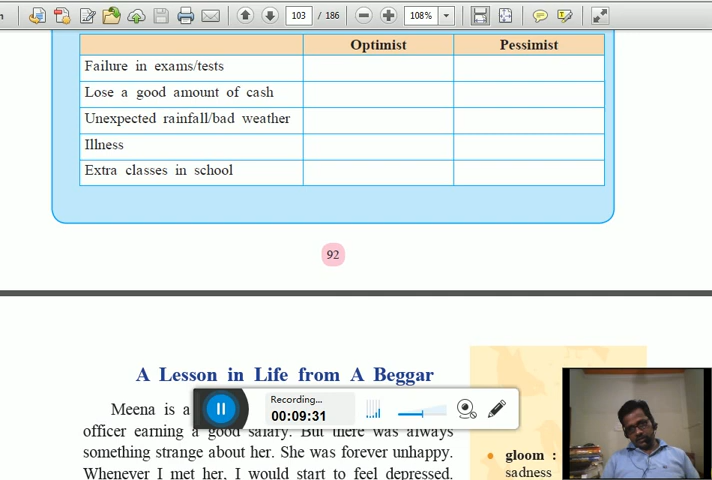 103 / 186 108%
Optimist Pessimist
Failure in exams/tests
Lose a good amount of cash
Unexpected rainfall/bad weather
Illness
Extra classes in school
92
A Lesson in Life from A Beggar
Recording...
00:09:31
Meena is a
officer earning a good salary. But there was always
something strange about her. She was forever unhappy.
Whenever I met her, I would start to feel depressed.
gloom :
sadness